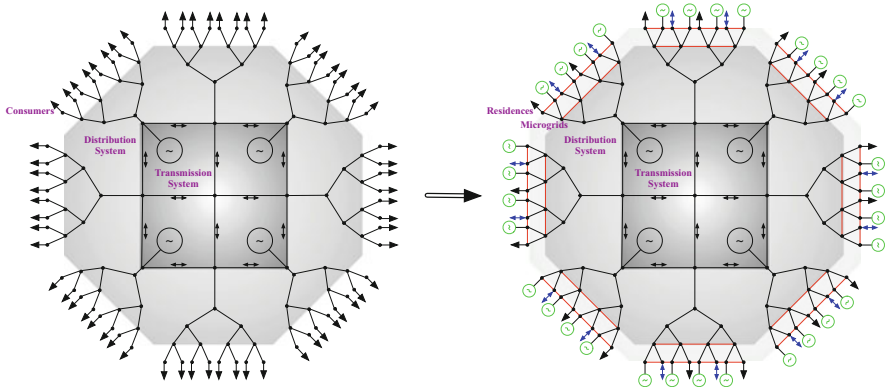 Consumers
Distribution
System
Transmission
System
Residences
Microgrids
Distribution
System
Transmission
System